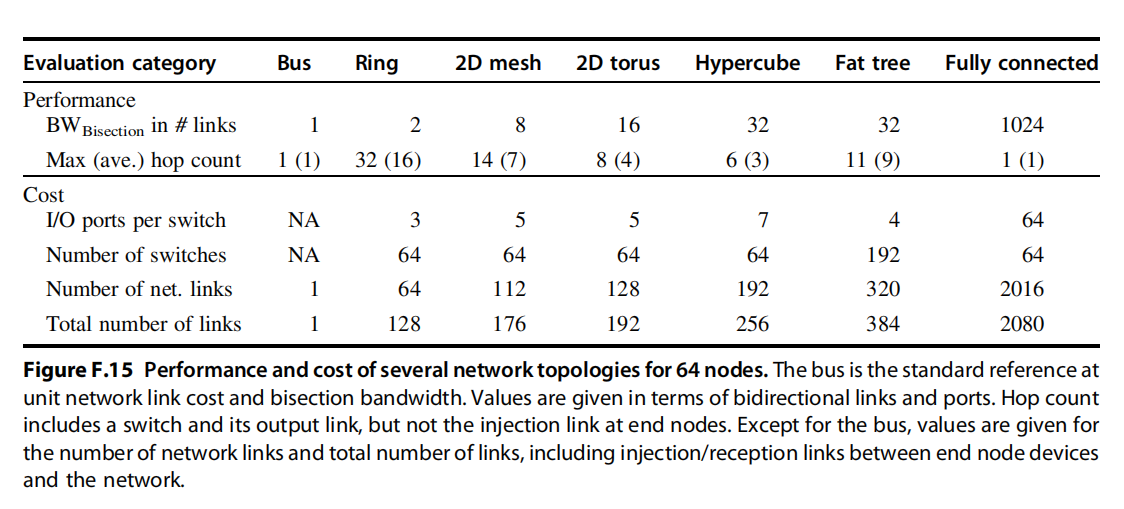 Evaluation category Bus Ring 2D mesh 2D torus Hypercube Fat tree Fully connected
Performance
BWBisection in # links 1 2 8 16 32 32 1024
Max (ave.) hop count 1 (1) 32 (16) 14 (7) 8 (4) 6 (3) 11 (9) 1 (1)
Cost
I/O ports per switch NA 3 5 5 7 4 64
Number of switches NA 64 64 64 64 192 64
Number of net. links 1 64 112 128 192 320 2016
Total number of links 1 128 176 192 256 384 2080
Figure F.15 Performance and cost of several network topologies for 64 nodes. The bus is the standard reference at
unit network link cost and bisection bandwidth. Values are given in terms of bidirectional links and ports. Hop count
includes a switch and its output link, but not the injection link at end nodes. Except for the bus, values are given for
the number of network links and total number of links, including injection/reception links between end node devices
and the network.